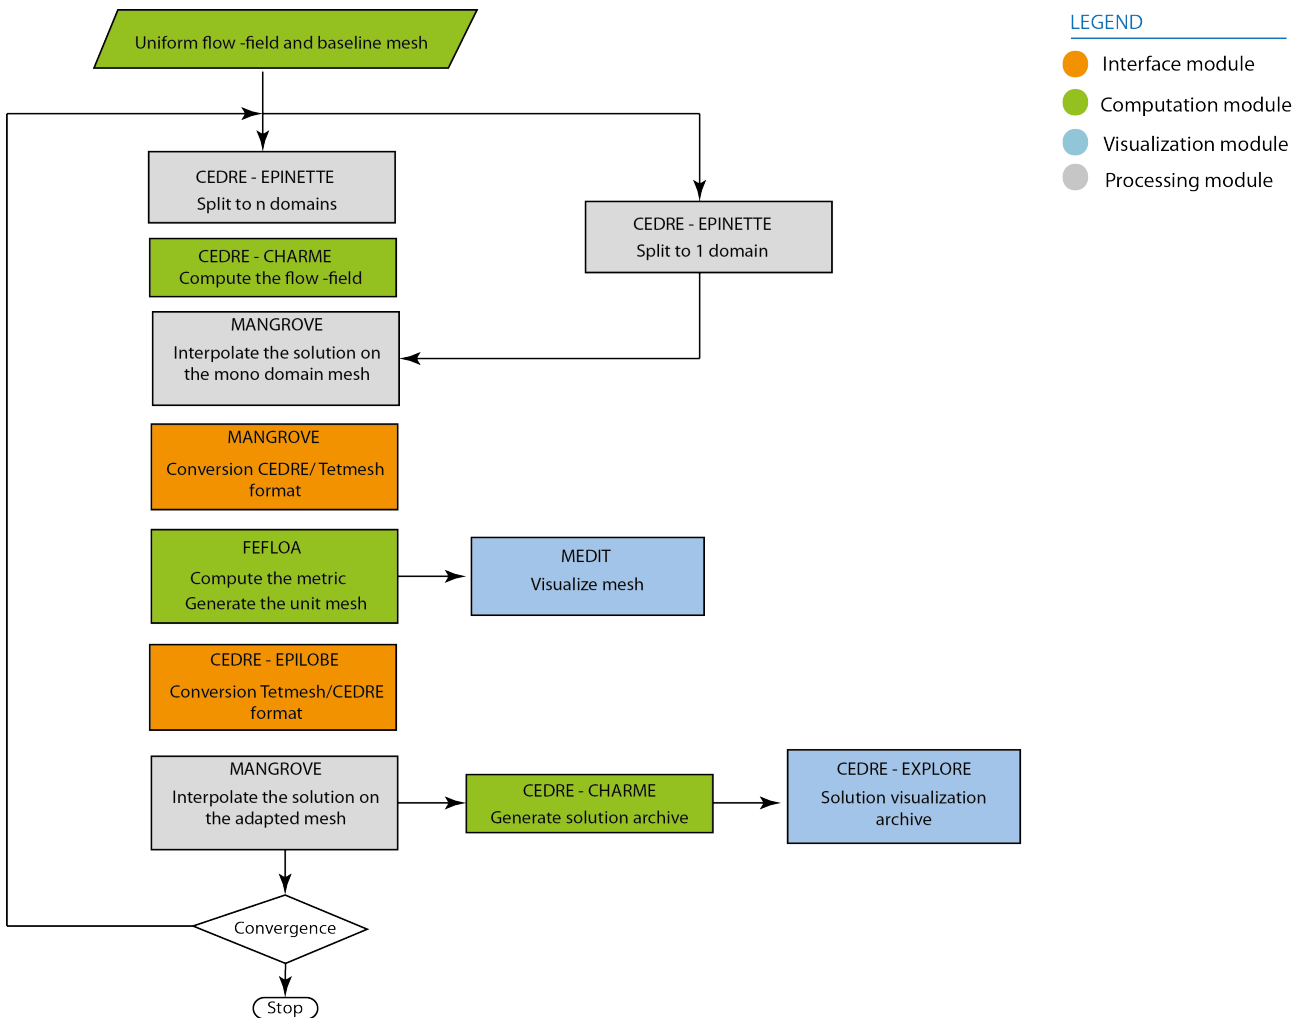 Uniform flow -field and baseline mesh
LEGEND
Interface module
Computation module
Visualization module
Processing module
CEDRE - EPINETTE
Split to n domains
CEDRE - EPINETTE
Split to 1 domain
CEDRE - CHARME
Compute the flow -field
MANGROVE
Interpolate the solution on
the mono domain mesh
MANGROVE
Conversion CEDRE/ Tetmesh
format
FEFLOA
Compute the metric
Generate the unit mesh
MEDIT
Visualize mesh
CEDRE - EPILOBE
Conversion Tetmesh/CEDRE
format
MANGROVE
Interpolate the solution on
the adapted mesh
CEDRE - CHARME
Generate solution archive
CEDRE - EXPLORE
Solution visualization
archive
Convergence
Stop